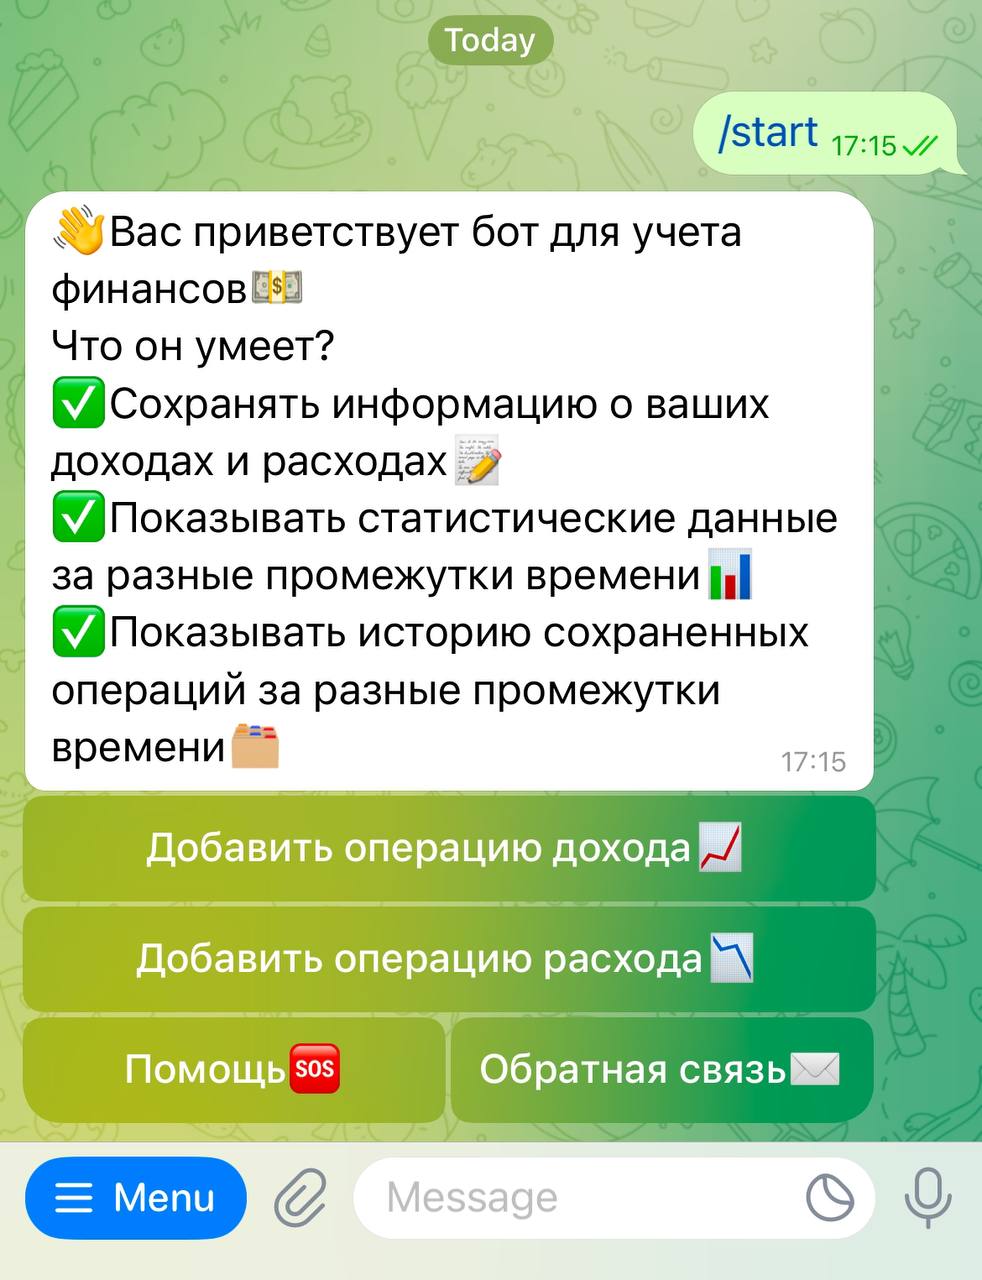 Today
/start 17:15
👋Вас приветствует бот для учета
финансов💵
Что он умеет?
✅Сохранять информацию о ваших
доходах и расходах📝
✅Показывать статистические данные
за разные промежутки времени📊
✅Показывать историю сохраненных
операций за разные промежутки
времени🗂
17:15
Добавить операцию дохода📈
Добавить операцию расхода📉
Помощь🆘
Обратная связь✉️
Menu
Message